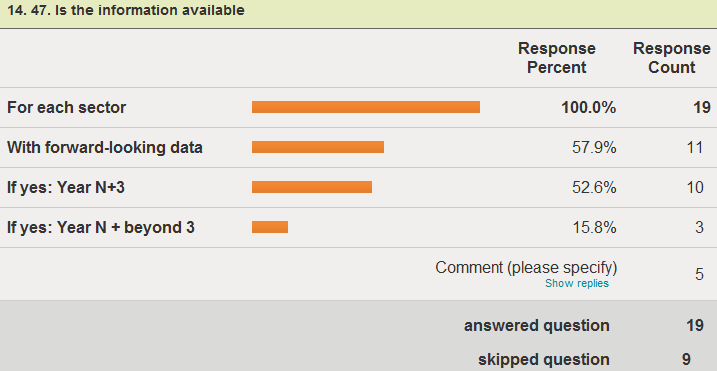 14. 47. Is the information available
Response Percent
Response Count
For each sector 100.0% 19
With forward-looking data 57.9% 11
If yes: Year N+3 52.6% 10
If yes: Year N + beyond 3 15.8% 3
Comment (please specify) 5
Show replies
answered question 19
skipped question 9